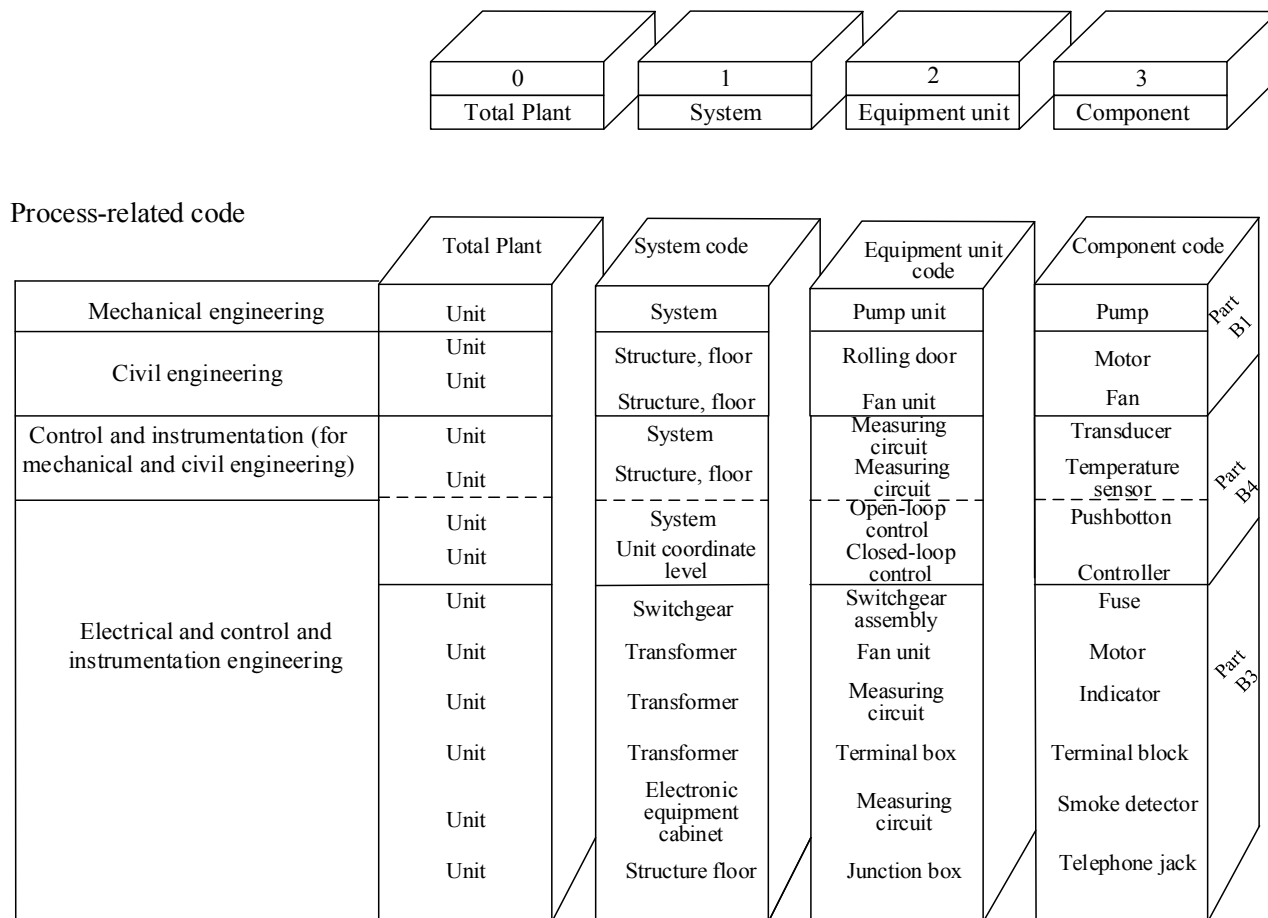 0 1 2 3
Total Plant System Equipment unit Component
Process-related code
Total Plant System code Equipment unit Component code
code
Mechanical engineering Unit System Pump unit Pump
Part
B1
Unit
Civil engineering Structure, floor Rolling door Motor
Unit
Structure, floor Fan unit Fan
Control and instrumentation (for Unit System Measuring Transducer
mechanical and civil engineering) circuit
Unit Structure, floor Measuring Temperature
circuit sensor
Part
B4
Unit System Open-loop Pushbotton
control
Unit Unit coordinate Closed-loop
level control Controller
Unit Switchgear Switchgear Fuse
assembly
Electrical and control and
instrumentation engineering
Unit Transformer Fan unit Motor
Part
B3
Unit Transformer Measuring Indicator
circuit
Unit Transformer Terminal box Terminal block
Unit Electronic Measuring Smoke detector
equipment circuit
cabinet
Unit Structure floor Junction box Telephone jack